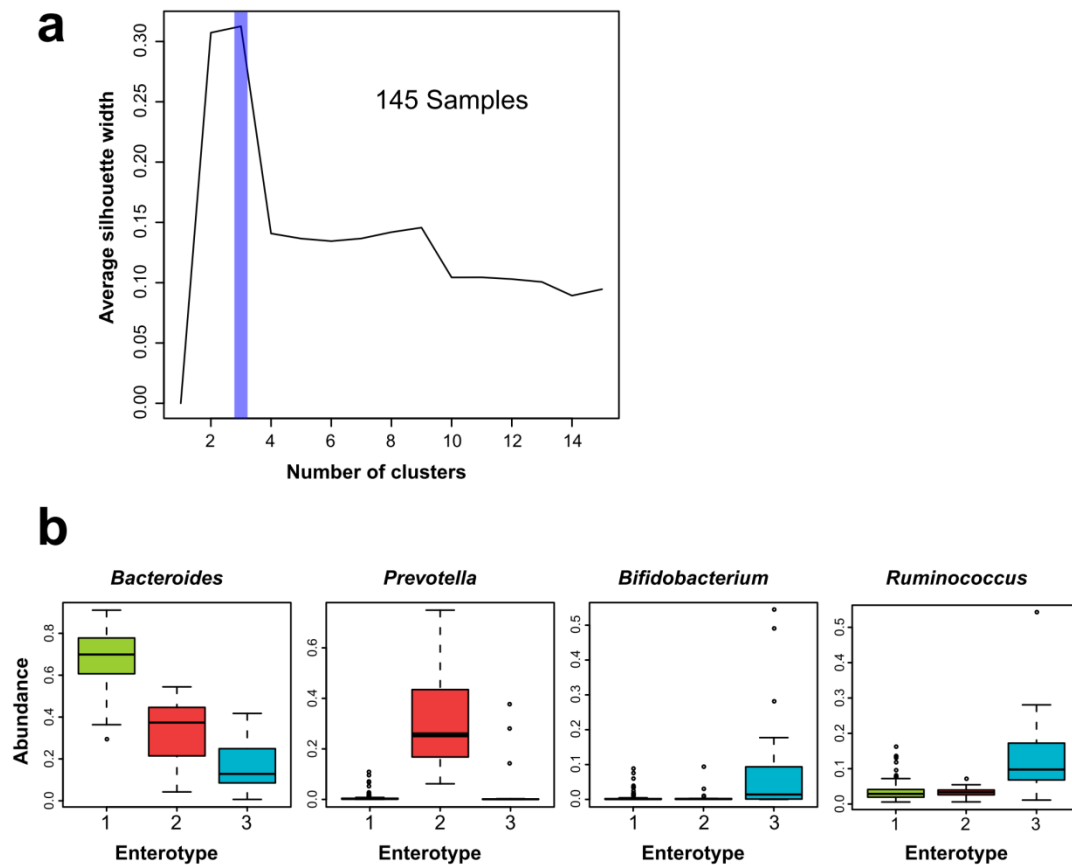 a
0.30
0.25
0.20
0.15
0.10
0.05
0.00
Average silhouette width
145 Samples
2 4 6 8 10 12 14
Number of clusters
b
Bacteroides Prevotella Bifidobacterium Ruminococcus
Abundance
0.8
0.6
0.4
0.2
0.0
1 2 3
Enterotype
0.6
0.4
0.2
0.0
1 2 3
Enterotype
0.5
0.4
0.3
0.2
0.1
0.0
1 2 3
Enterotype
0.5
0.4
0.3
0.2
0.1
0.0
1 2 3
Enterotype